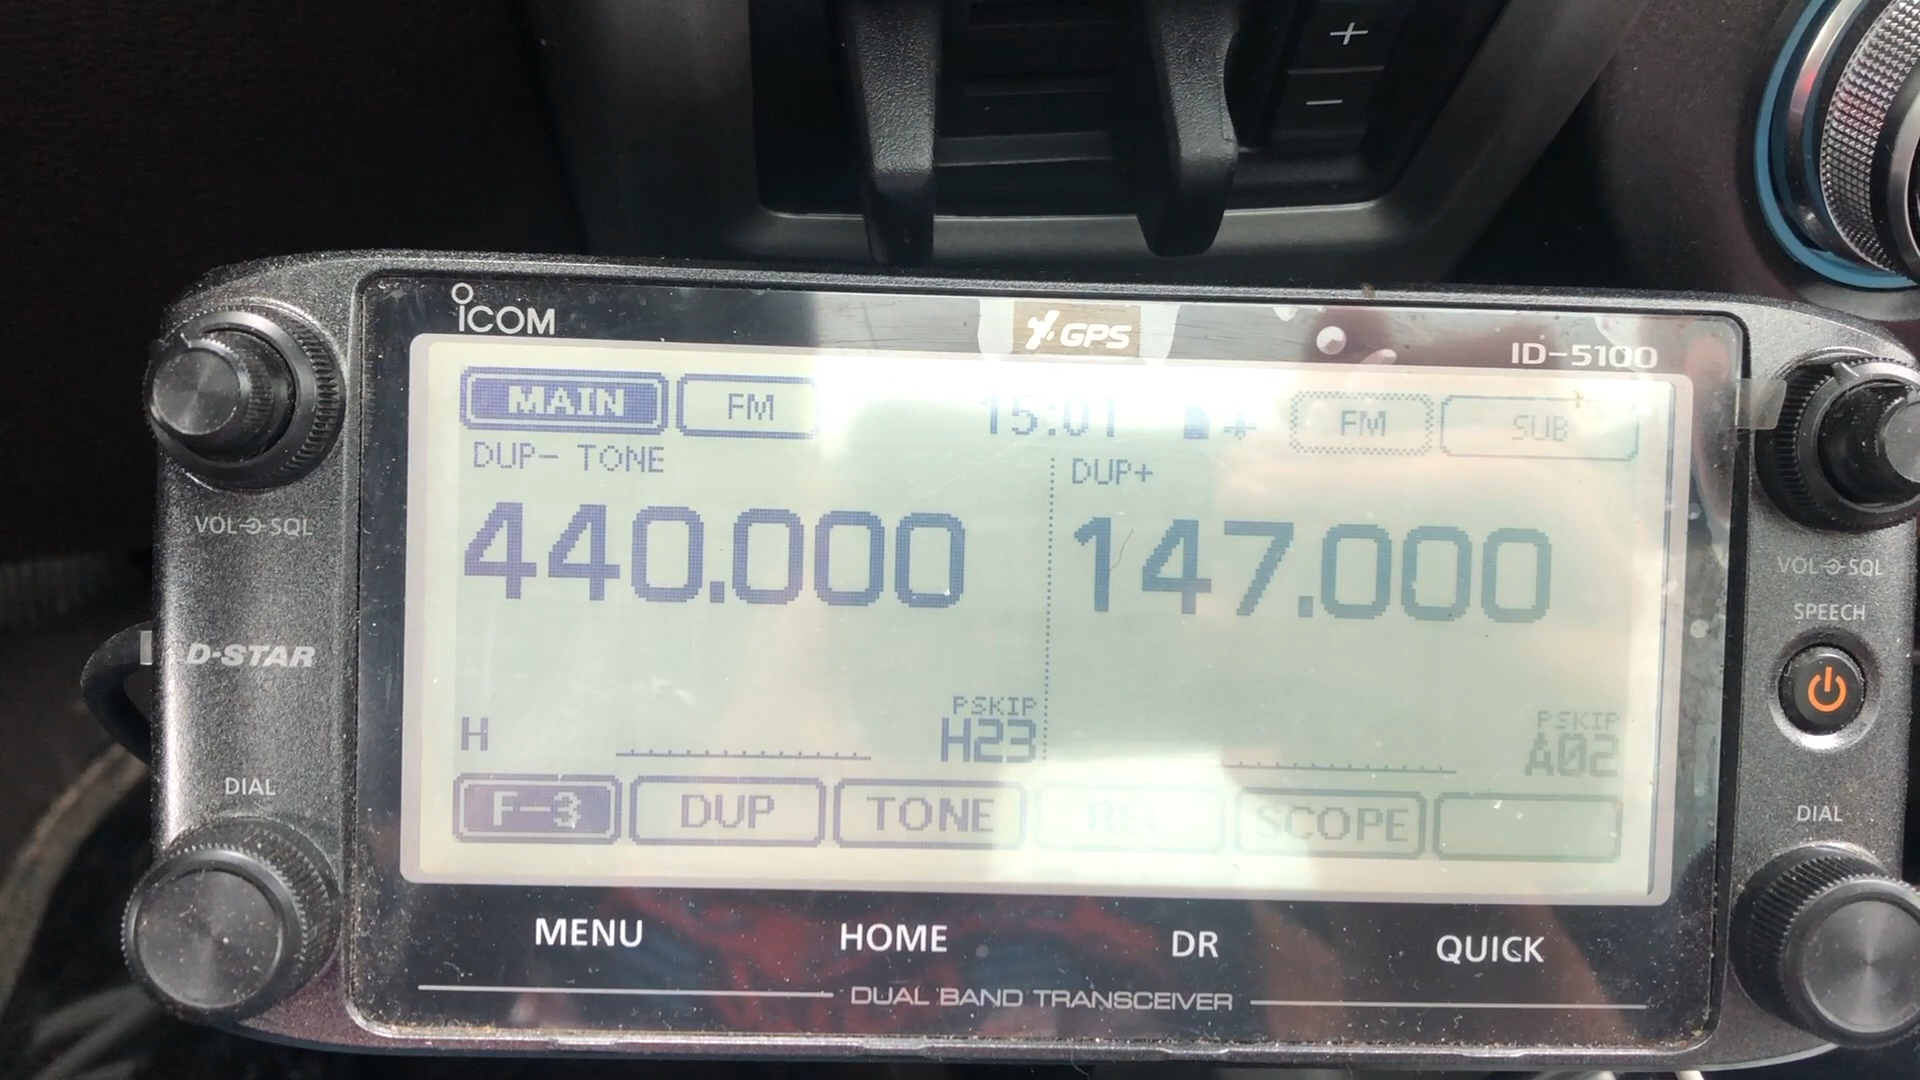 +
−
ICOM
GPS
ID-5100
MAIN FM 15:01 FM SUB
DUP- TONE DUP+
440.000 147.000
VOL SQL
VOL SQL
SPEECH
D-STAR
PSKIP PSKIP
H H23 A02
DIAL
DIAL
F-3 DUP TONE REC SCOPE
MENU HOME DR QUICK
DUAL BAND TRANSCEIVER